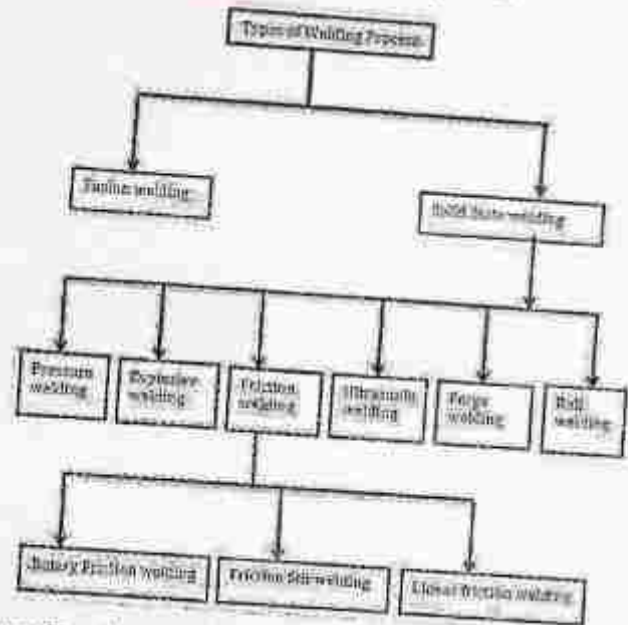 Types of Welding Process
Fusion welding
Solid State welding
Pressure
welding
Explosive
welding
Friction
welding
Ultrasonic
welding
Forge
welding
Roll
welding
Rotary Friction welding
Friction Stir welding
Linear friction welding